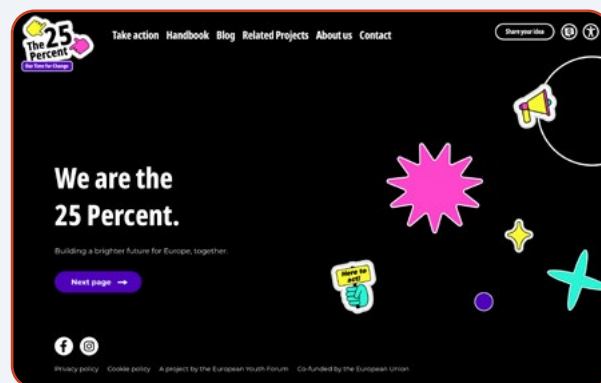 The 25
Percent
Our Time for Change
Take action Handbook Blog Related Projects About us Contact
Share your idea
We are the
25 Percent.
Building a brighter future for Europe, together.
Here to
act!
Next page
Privacy policy Cookie policy A project by the European Youth Forum Co-funded by the European Union